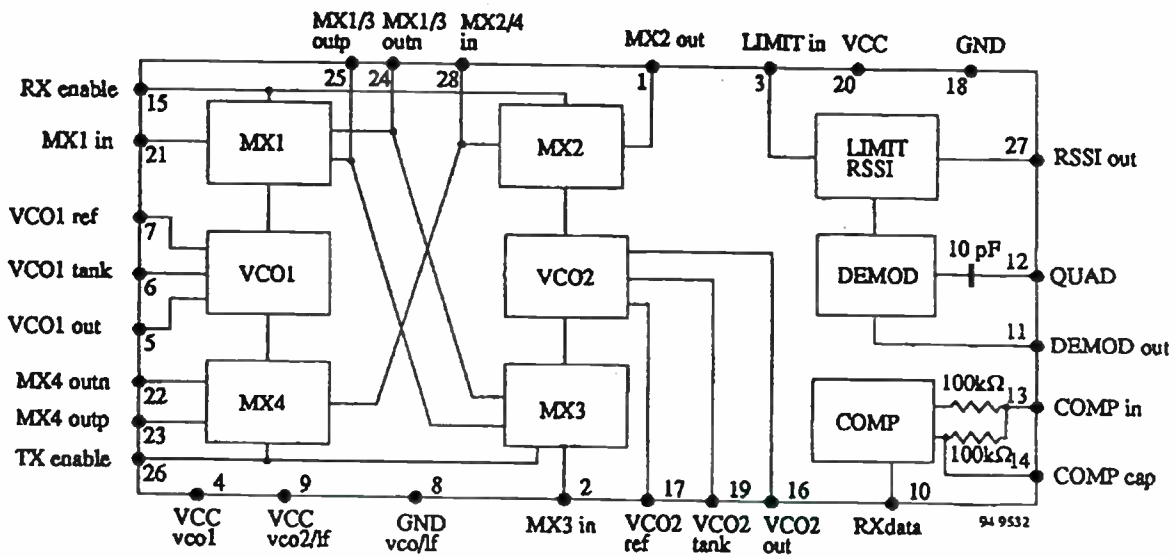 MX1/3 MX1/3 MX2/4
outp outn in
MX2 out
LIMIT in
VCC
GND
25
24
28
1
3
20
18
RX enable
15
MX1 in
21
MX1
MX2
LIMIT
RSSI
27
RSSI out
VCO1 ref
7
VCO1 tank
6
VCO1
VCO2
DEMOD
10 pF
12
QUAD
VCO1 out
5
11
DEMOD out
MX4 outn
22
MX4 outp
23
MX4
MX3
COMP
100kΩ
13
COMP in
100kΩ
14
COMP cap
TX enable
26
4
9
8
2
17
19
16
10
VCC
vco1
VCC
vco2/lf
GND
vco/lf
MX3 in
VCO2
ref
VCO2
tank
VCO2
out
RXdata
94 9532